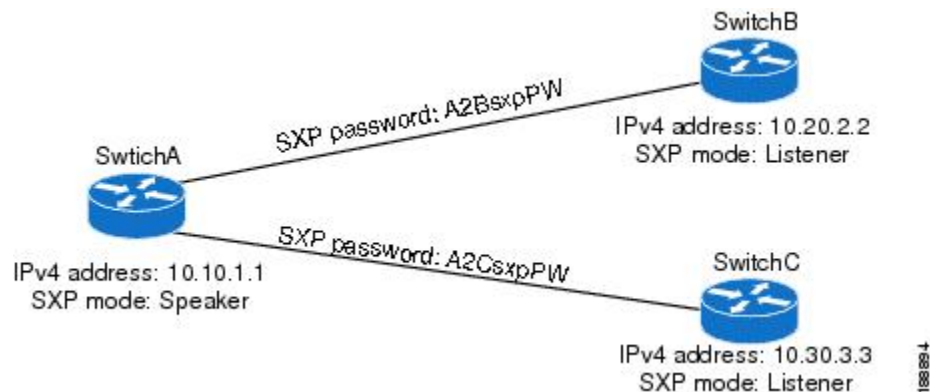 SwitchB
SXP password: A2BsxpPW
IPv4 address: 10.20.2.2
SXP mode: Listener
SwtichA
IPv4 address: 10.10.1.1
SXP mode: Speaker
SXP password: A2CsxpPW
SwitchC
IPv4 address: 10.30.3.3
SXP mode: Listener